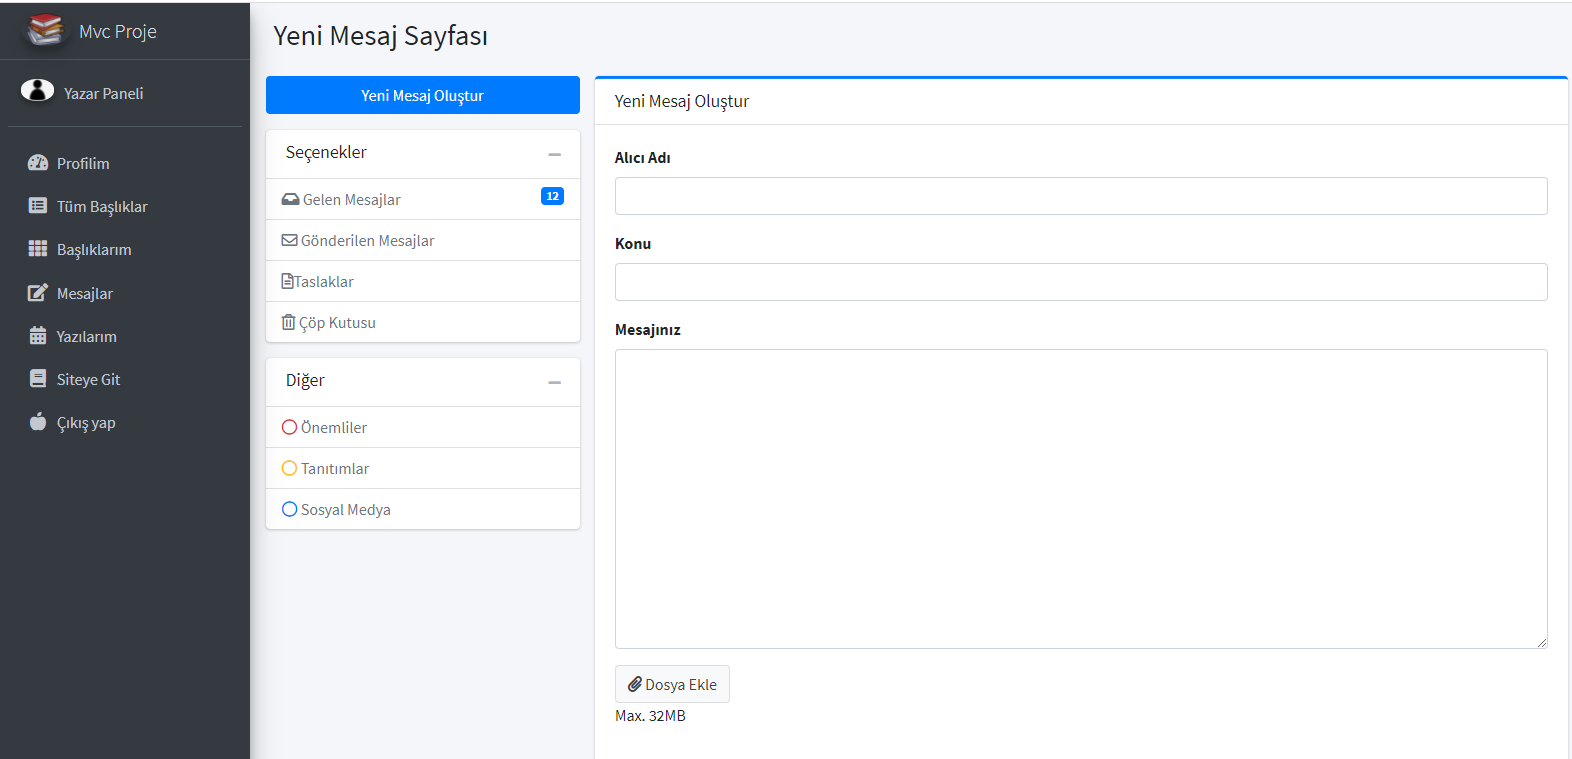 Mvc Proje
Yazar Paneli
Profilim
Tüm Başlıklar
Başlıklarım
Mesajlar
Yazılarım
Siteye Git
Çıkış yap
Yeni Mesaj Sayfası
Yeni Mesaj Oluştur
Seçenekler
Gelen Mesajlar 12
Gönderilen Mesajlar
Taslaklar
Çöp Kutusu
Diğer
Önemliler
Tanıtımlar
Sosyal Medya
Yeni Mesaj Oluştur
Alıcı Adı
Konu
Mesajınız
Dosya Ekle
Max. 32MB